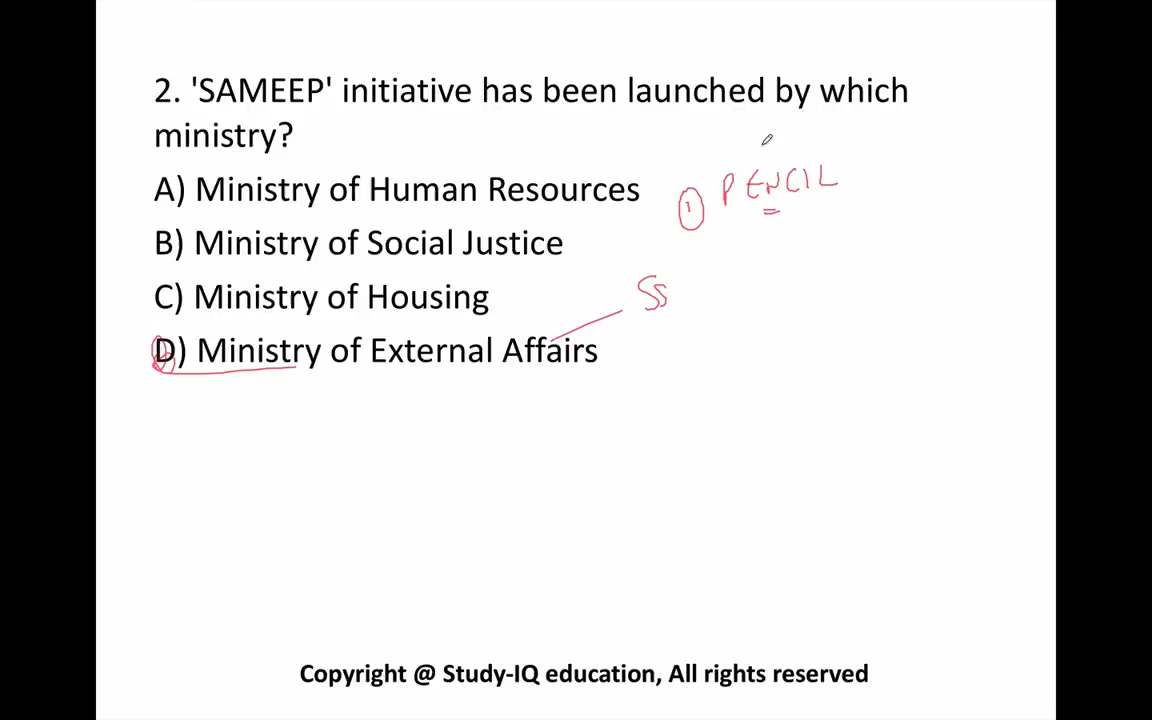 2. 'SAMEEP' initiative has been launched by which
ministry?
A) Ministry of Human Resources
① PENCIL
B) Ministry of Social Justice
C) Ministry of Housing
SS
D) Ministry of External Affairs
Copyright @ Study-IQ education, All rights reserved